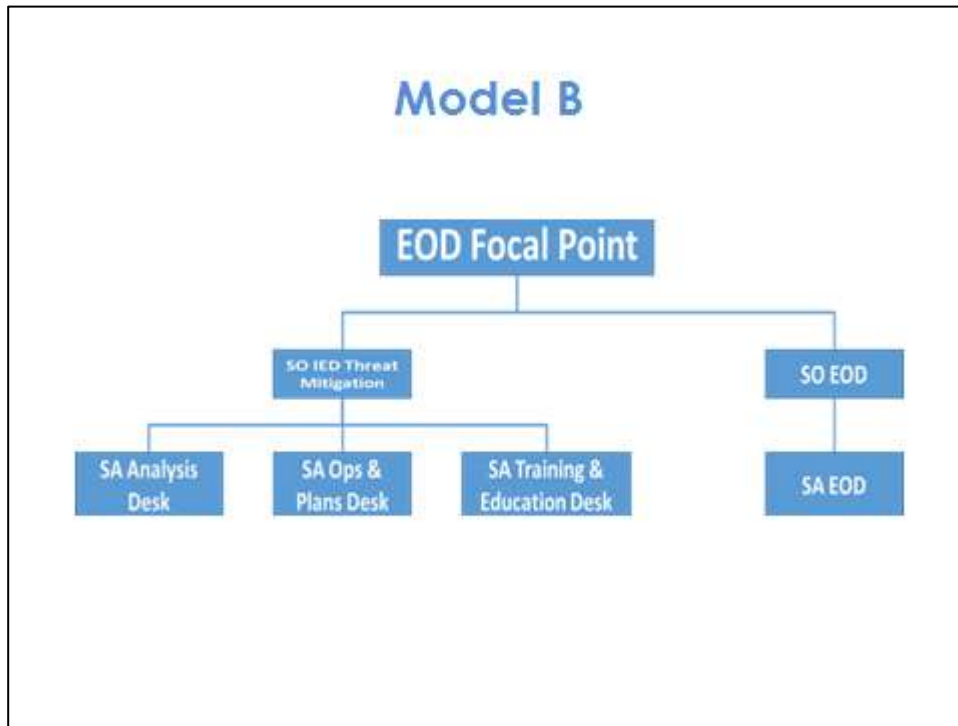 Model B
EOD Focal Point
SO IED Threat
Mitigation
SO EOD
SA Analysis
Desk
SA Ops &
Plans Desk
SA Training &
Education Desk
SA EOD